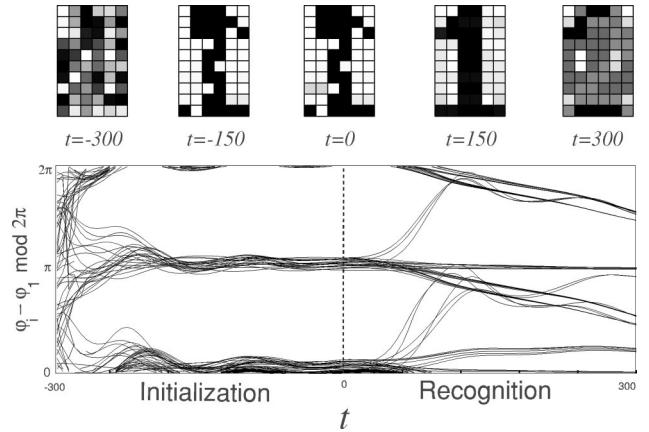 t=-300 t=-150 t=0 t=150 t=300
2π
π
0
φi − φ1 mod 2π
-300 0 300
Initialization Recognition
t